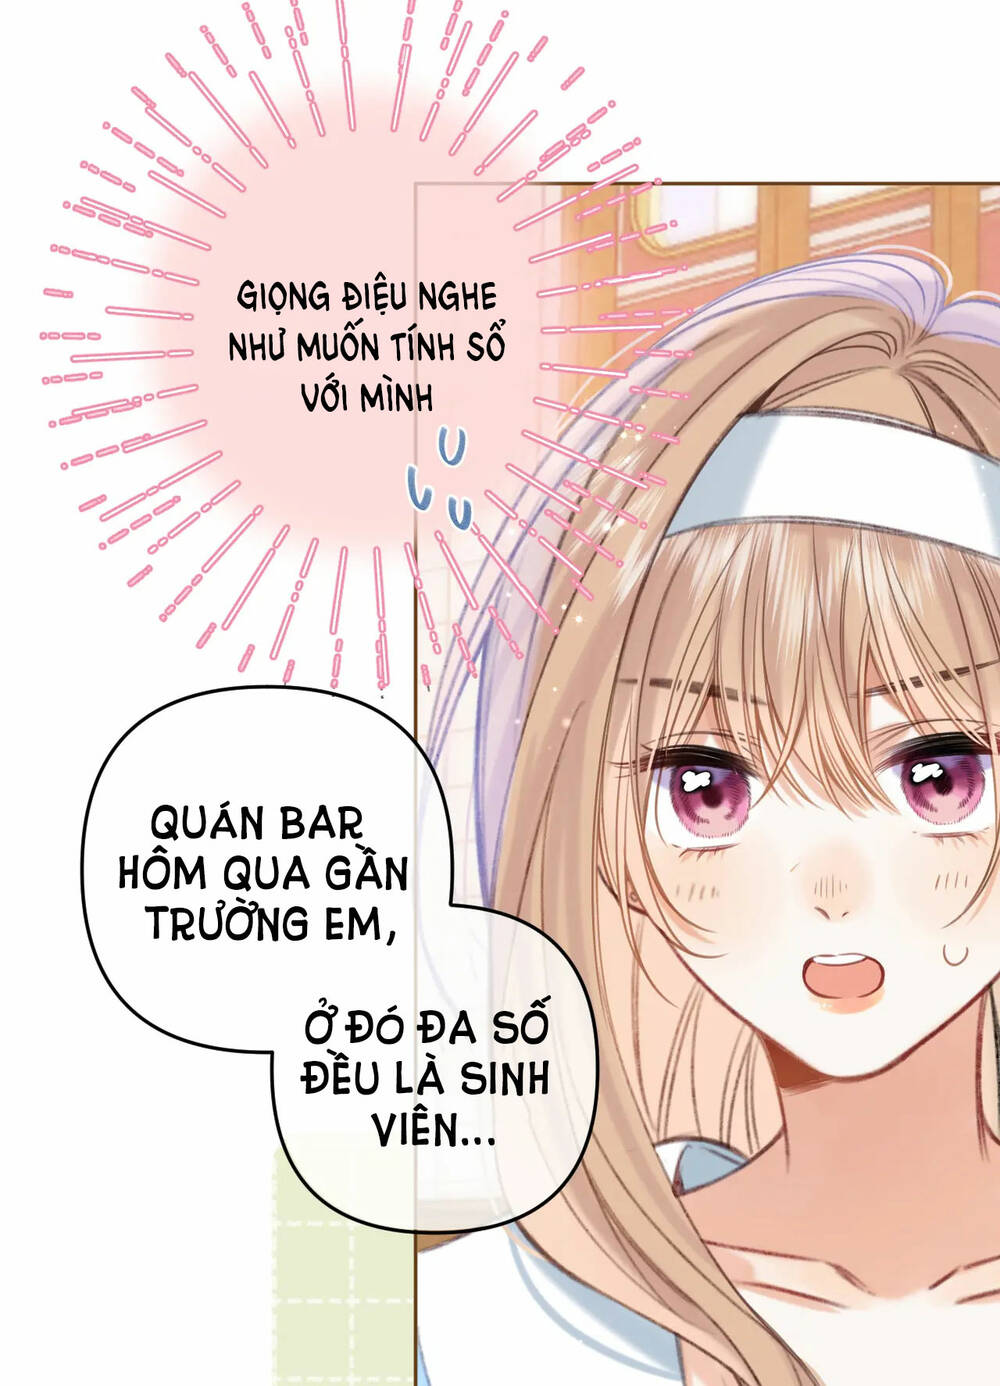 GIỌNG ĐIỆU NGHE
NHƯ MUỐN TÍNH SỔ
VỚI MÌNH
QUÁN BAR
HÔM QUA GẦN
TRƯỜNG EM,
Ở ĐÓ ĐA SỐ
ĐỀU LÀ SINH
VIÊN...